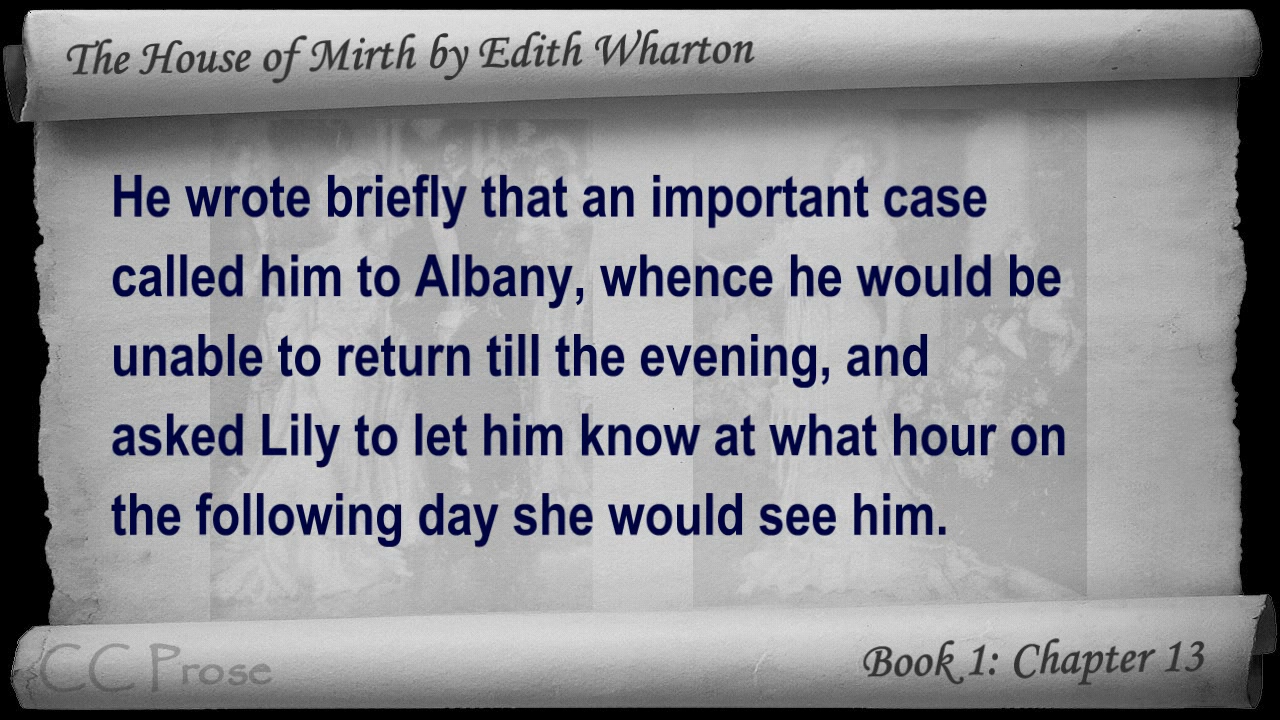 The House of Mirth by Edith Wharton
He wrote briefly that an important case
called him to Albany, whence he would be
unable to return till the evening, and
asked Lily to let him know at what hour on
the following day she would see him.
CC Prose
Book 1: Chapter 13